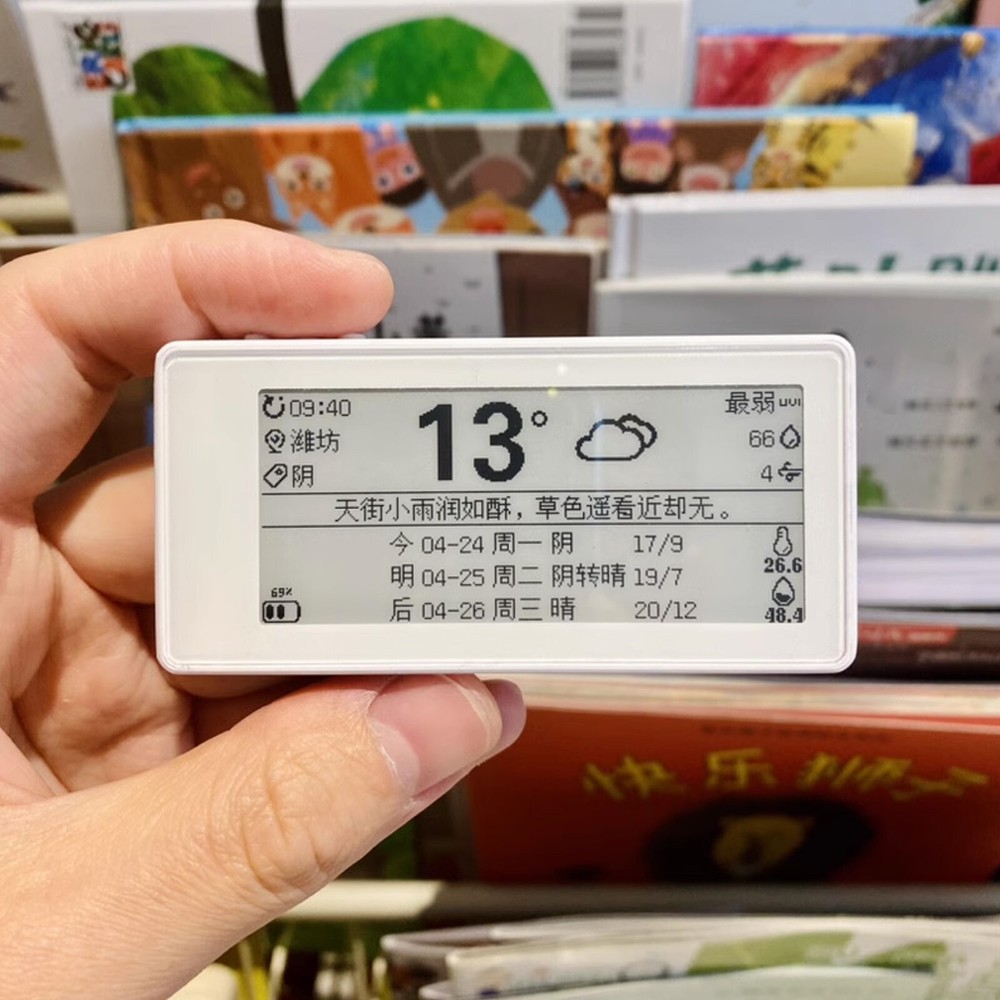 09:40
潍坊
阴
13°
最弱 UVI
66
4
天街小雨润如酥，草色遥看近却无。
今 04-24 周一 阴 17/9
明 04-25 周二 阴转晴 19/7
后 04-26 周三 晴 20/12
69%
26.6
48.4
快乐狮